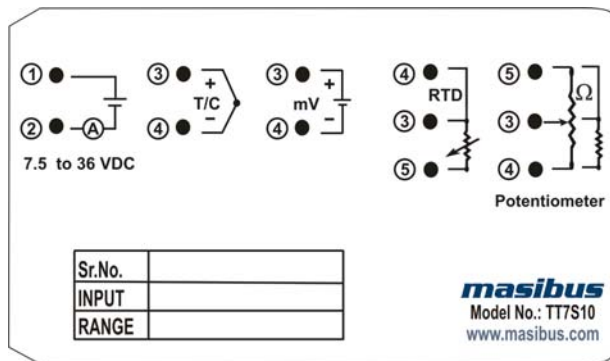 ① ② A
7.5 to 36 VDC
③ ④ + T/C −
③ ④ + mV −
④ ③ ⑤ RTD
⑤ ③ ④ Ω
Potentiometer
Sr.No.
INPUT
RANGE
masibus
Model No.: TT7S10
www.masibus.com